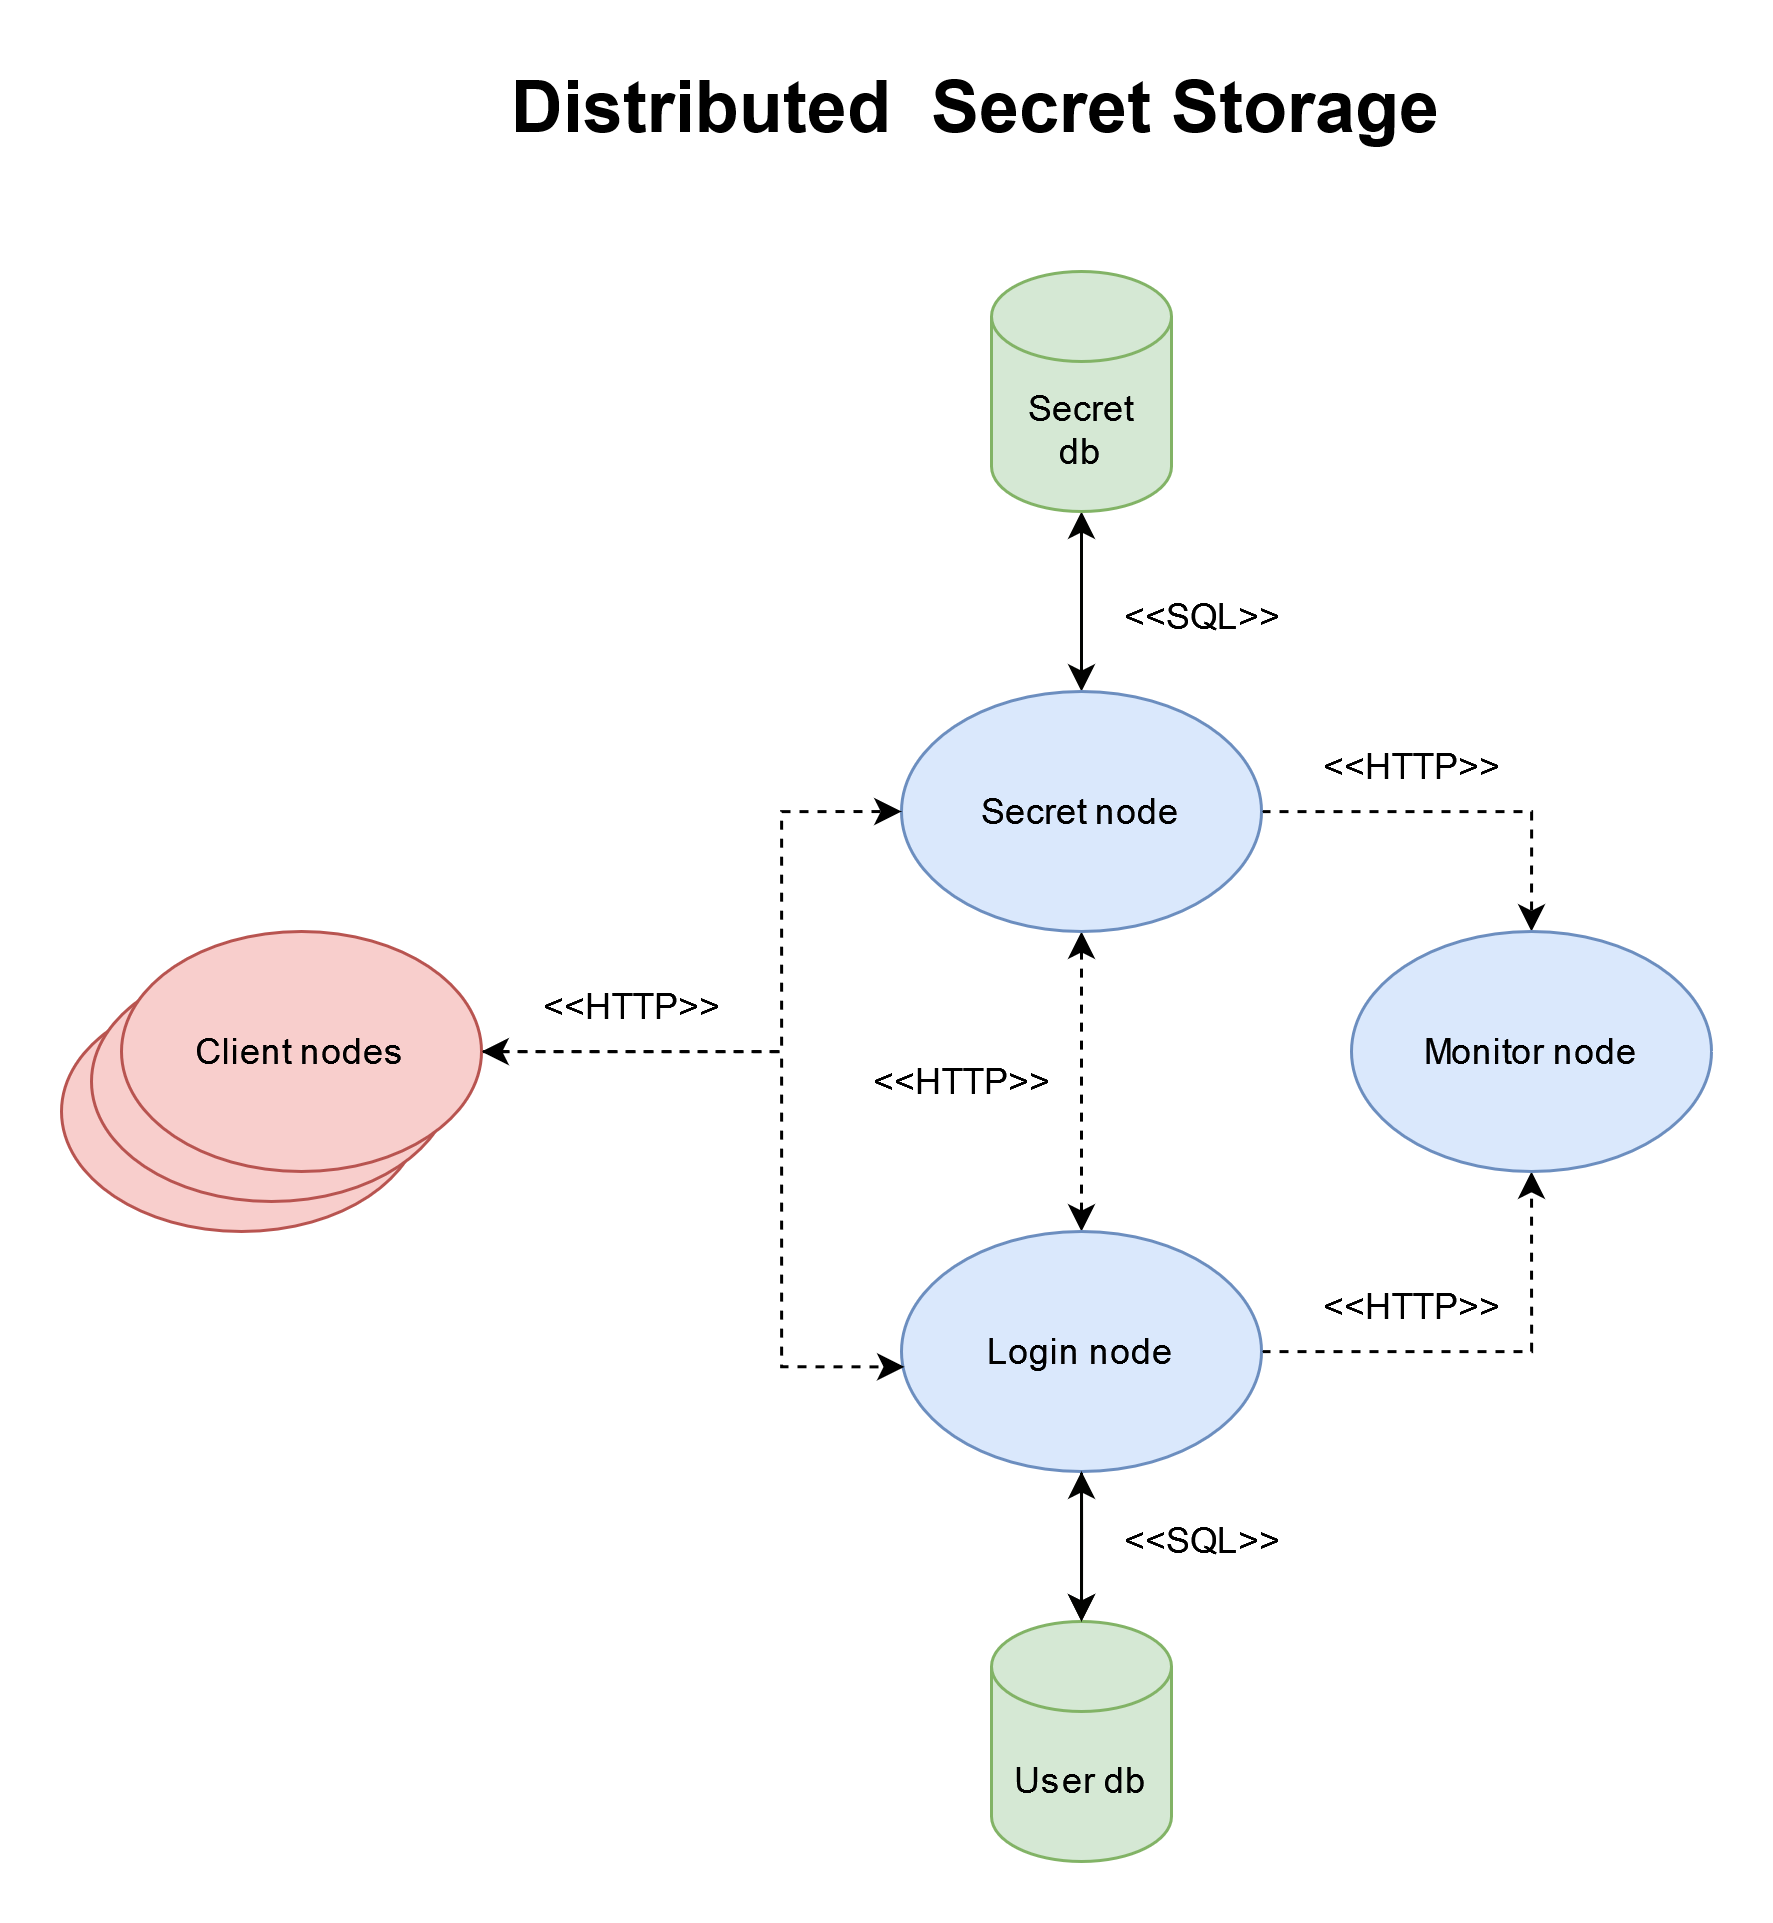 Distributed  Secret Storage
Secret
db
<<SQL>>
<<HTTP>>
Secret node
<<HTTP>>
Client nodes
Monitor node
<<HTTP>>
<<HTTP>>
Login node
<<SQL>>
User db